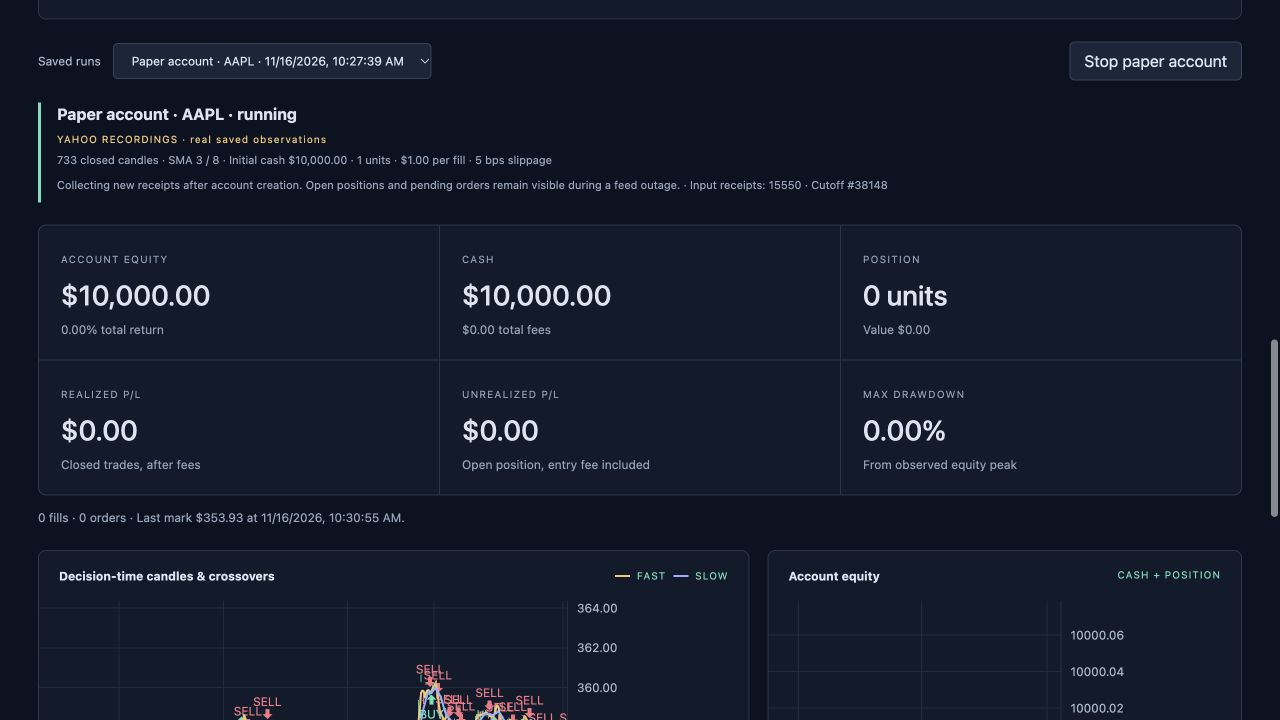 Saved runs
Paper account · AAPL · 11/16/2026, 10:27:39 AM
Stop paper account
Paper account · AAPL · running
YAHOO RECORDINGS · real saved observations
733 closed candles · SMA 3 / 8 · Initial cash $10,000.00 · 1 units · $1.00 per fill · 5 bps slippage
Collecting new receipts after account creation. Open positions and pending orders remain visible during a feed outage. · Input receipts: 15550 · Cutoff #38148
ACCOUNT EQUITY
$10,000.00
0.00% total return
CASH
$10,000.00
$0.00 total fees
POSITION
0 units
Value $0.00
REALIZED P/L
$0.00
Closed trades, after fees
UNREALIZED P/L
$0.00
Open position, entry fee included
MAX DRAWDOWN
0.00%
From observed equity peak
0 fills · 0 orders · Last mark $353.93 at 11/16/2026, 10:30:55 AM.
Decision-time candles & crossovers
FAST
SLOW
364.00
362.00
360.00
SELL
SELL
SELL
SELL
SELL
SELL
SELL
BUY
Account equity
CASH + POSITION
10000.06
10000.04
10000.02